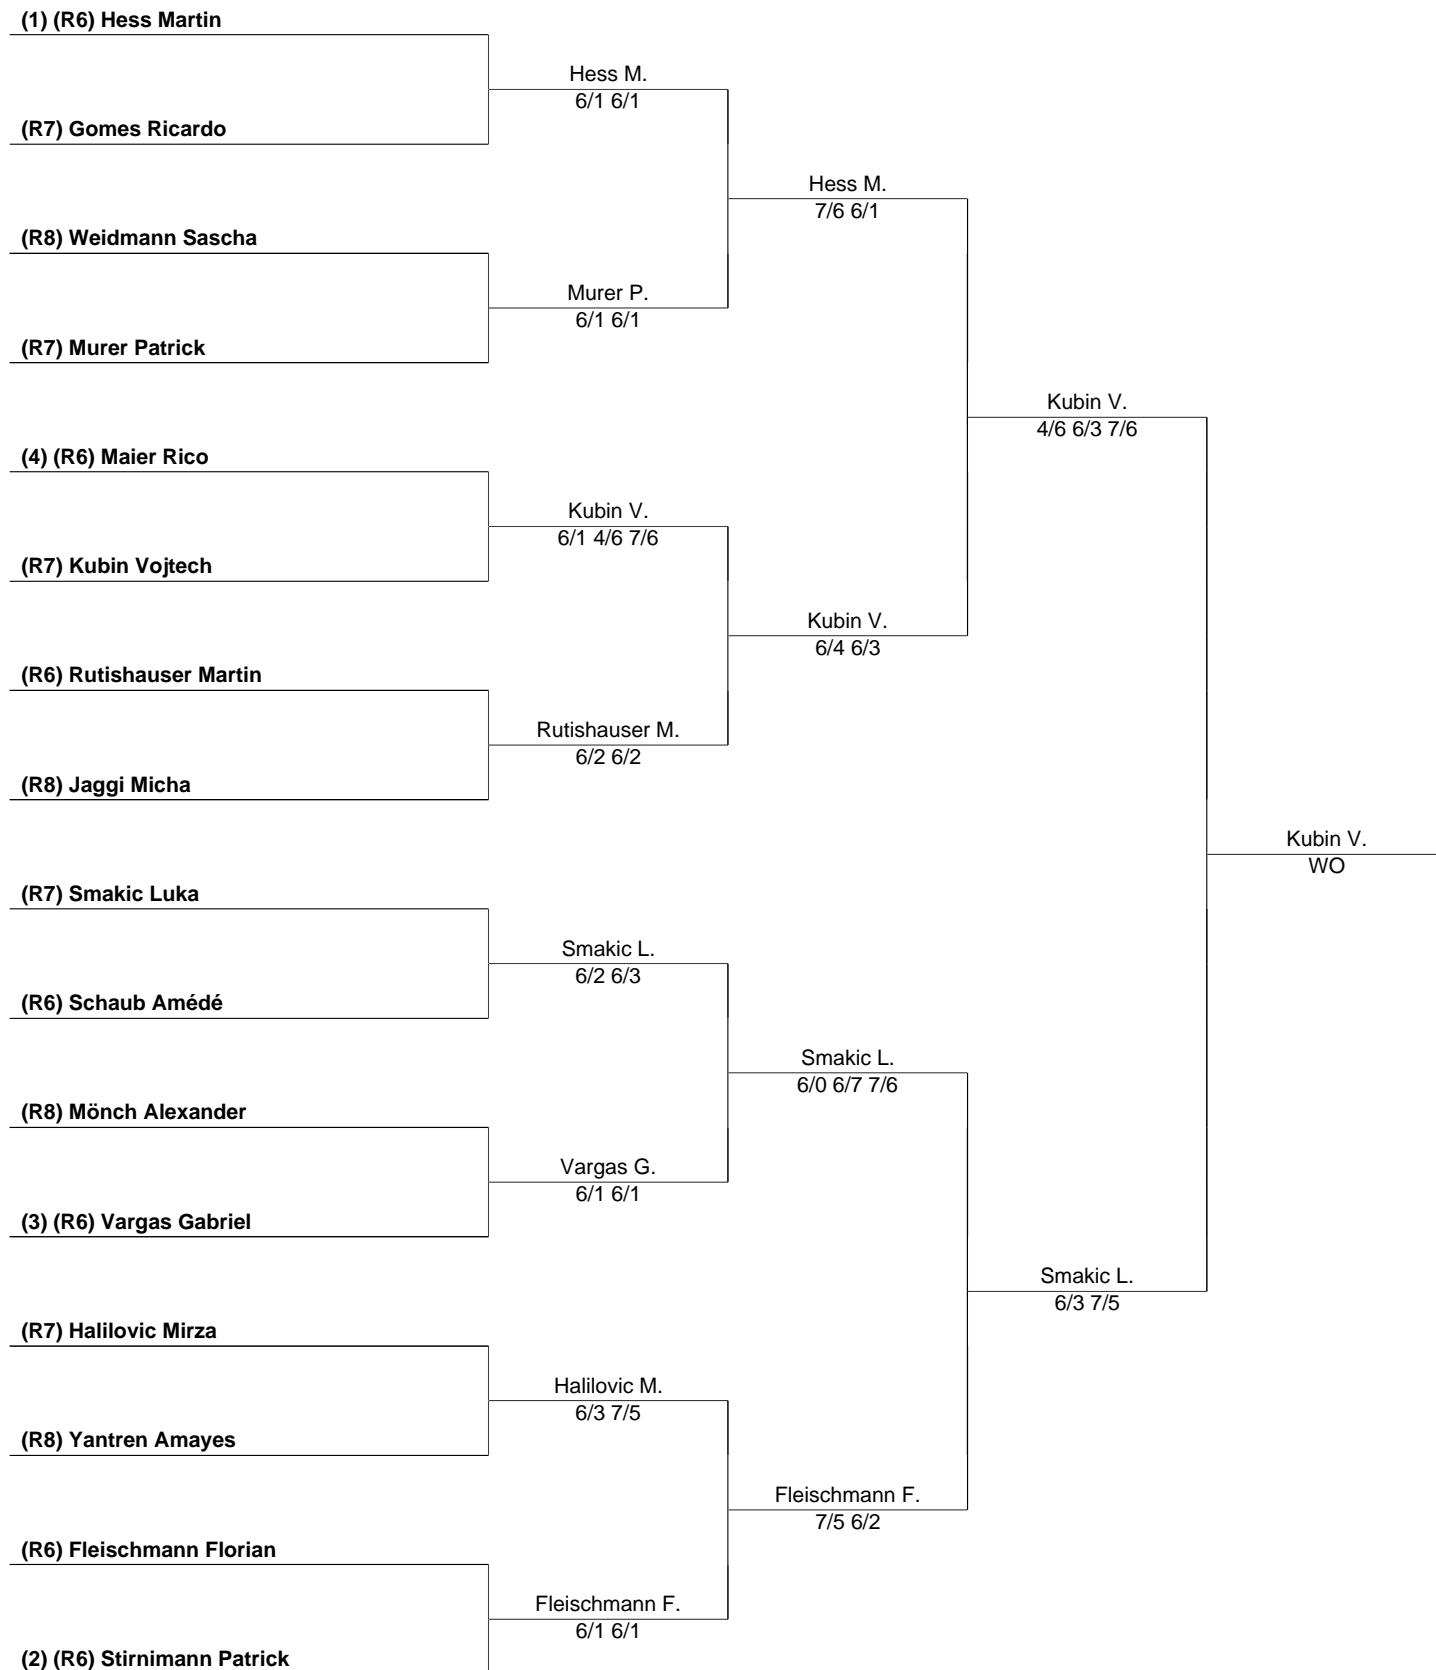 (1) (R6) Hess Martin
Hess M.
6/1 6/1
(R7) Gomes Ricardo
Hess M.
7/6 6/1
(R8) Weidmann Sascha
Murer P.
6/1 6/1
(R7) Murer Patrick
Kubin V.
4/6 6/3 7/6
(4) (R6) Maier Rico
Kubin V.
6/1 4/6 7/6
(R7) Kubin Vojtech
Kubin V.
6/4 6/3
(R6) Rutishauser Martin
Rutishauser M.
6/2 6/2
(R8) Jaggi Micha
Kubin V.
WO
(R7) Smakic Luka
Smakic L.
6/2 6/3
(R6) Schaub Amédé
Smakic L.
6/0 6/7 7/6
(R8) Mönch Alexander
Vargas G.
6/1 6/1
(3) (R6) Vargas Gabriel
Smakic L.
6/3 7/5
(R7) Halilovic Mirza
Halilovic M.
6/3 7/5
(R8) Yantren Amayes
Fleischmann F.
7/5 6/2
(R6) Fleischmann Florian
Fleischmann F.
6/1 6/1
(2) (R6) Stirnimann Patrick